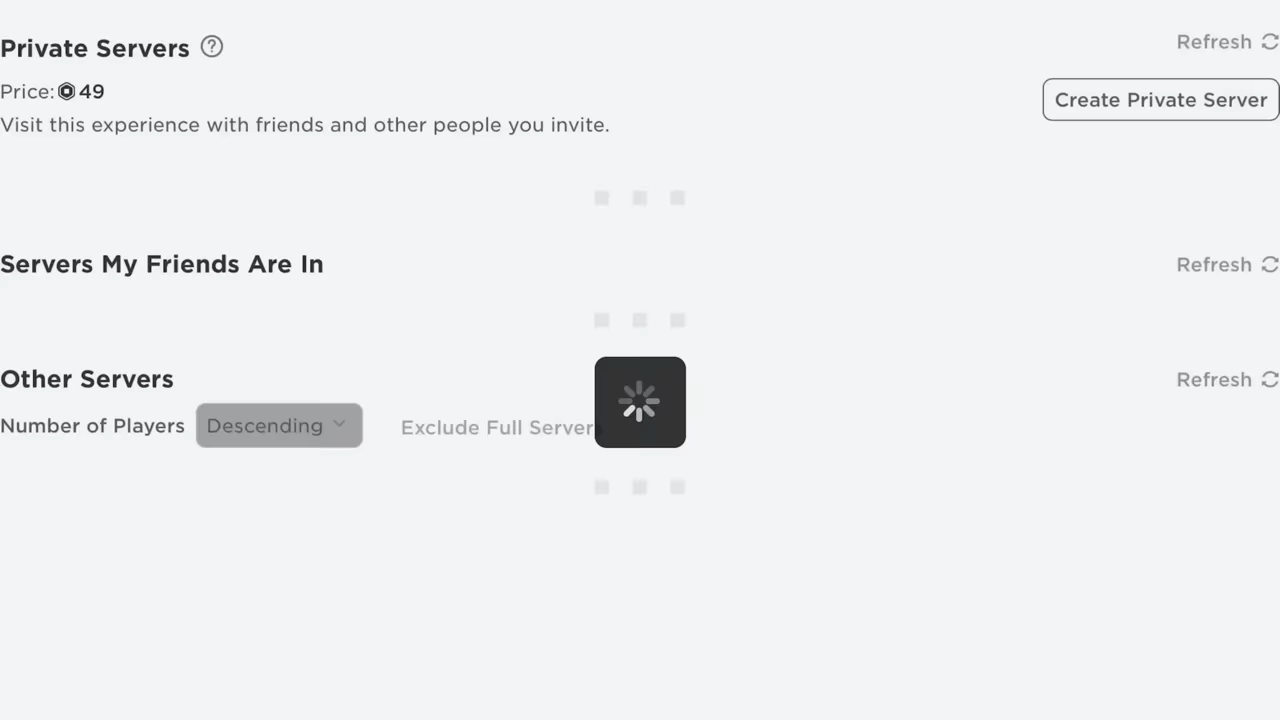 Private Servers ?
Refresh
Price: 49
Create Private Server
Visit this experience with friends and other people you invite.
Servers My Friends Are In
Refresh
Other Servers
Refresh
Number of Players Descending Exclude Full Server